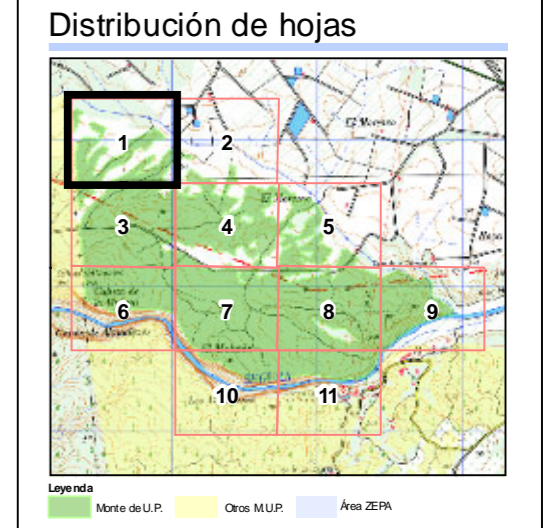 Distribución de hojas
1 2
3 4 5
6 7 8 9
10 11
Leyenda
Monte de U.P. Otros M.U.P. Área ZEPA